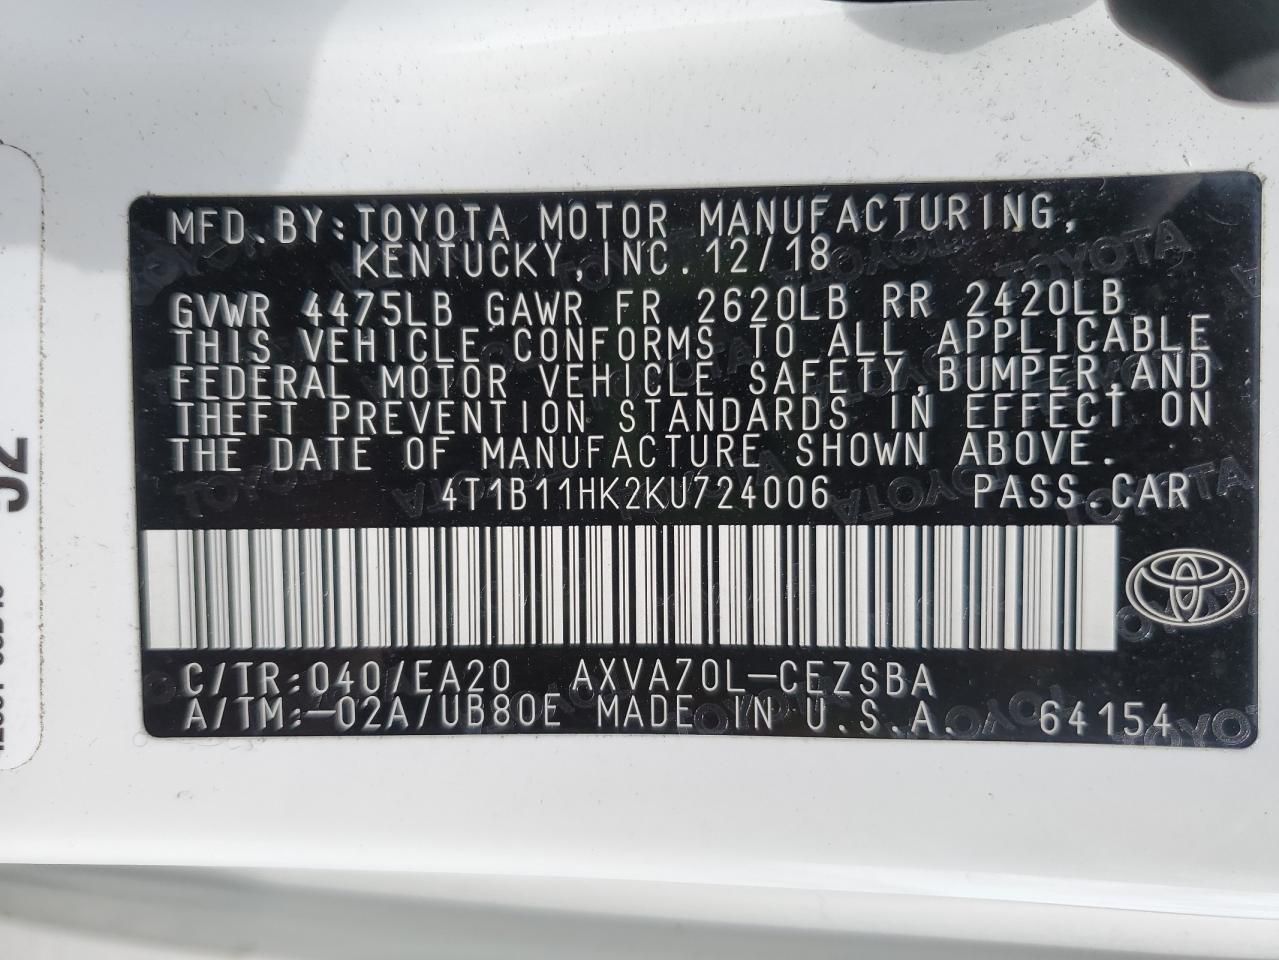 MFD. BY: TOYOTA MOTOR MANUFACTURING,
KENTUCKY, INC. 12/18
GVWR 4475LB GAWR FR 2620LB RR 2420LB
THIS VEHICLE CONFORMS TO ALL APPLICABLE
FEDERAL MOTOR VEHICLE SAFETY, BUMPER, AND
THEFT PREVENTION STANDARDS IN EFFECT ON
THE DATE OF MANUFACTURE SHOWN ABOVE.
4T1B11HK2KU724006 PASS. CAR
C/TR: 040/EA20 AXVA70L-CEZSBA
A/TM: -02A/UB80E MADE IN U.S.A. 64154